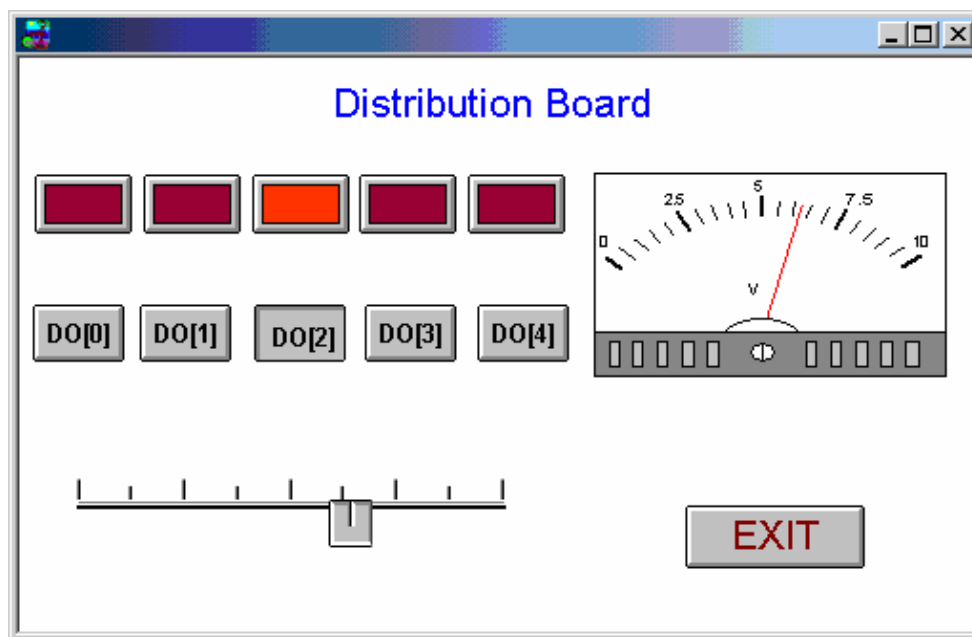 Distribution Board
0 2.5 5 7.5 10
V
DO[0] DO[1] DO[2] DO[3] DO[4]
EXIT